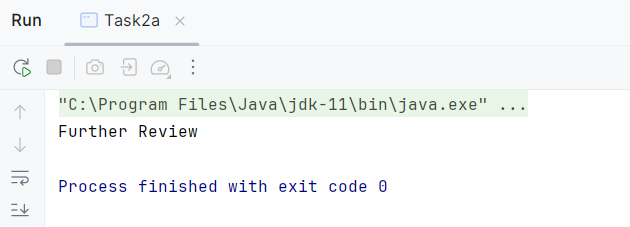 Run Task2a
"C:\Program Files\Java\jdk-11\bin\java.exe" ...
Further Review
Process finished with exit code 0